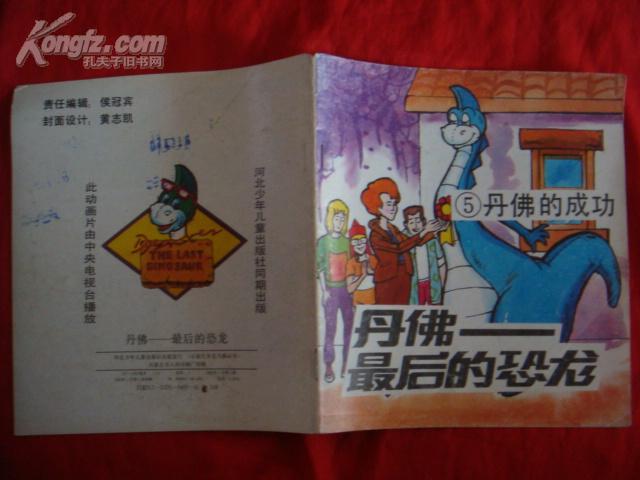 Kongfz.com
孔夫子旧书网
责任编辑：侯冠宾
封面设计：黄志凯
此动画片由中央电视台播放
河北少年儿童出版社同期出版
Denver
THE LAST
DINOSAUR
丹佛——最后的恐龙
⑤丹佛的成功
丹佛——
最后的恐龙